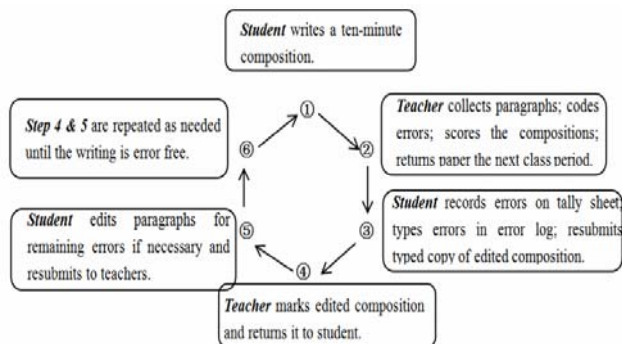 Student writes a ten-minute
composition.
①
Teacher collects paragraphs; codes
errors; scores the compositions;
returns paper the next class period.
②
Student records errors on tally sheet;
types errors in error log; resubmits
typed copy of edited composition.
③
Teacher marks edited composition
and returns it to student.
④
Student edits paragraphs for
remaining errors if necessary and
resubmits to teachers.
⑤
Step 4 & 5 are repeated as needed
until the writing is error free.
⑥